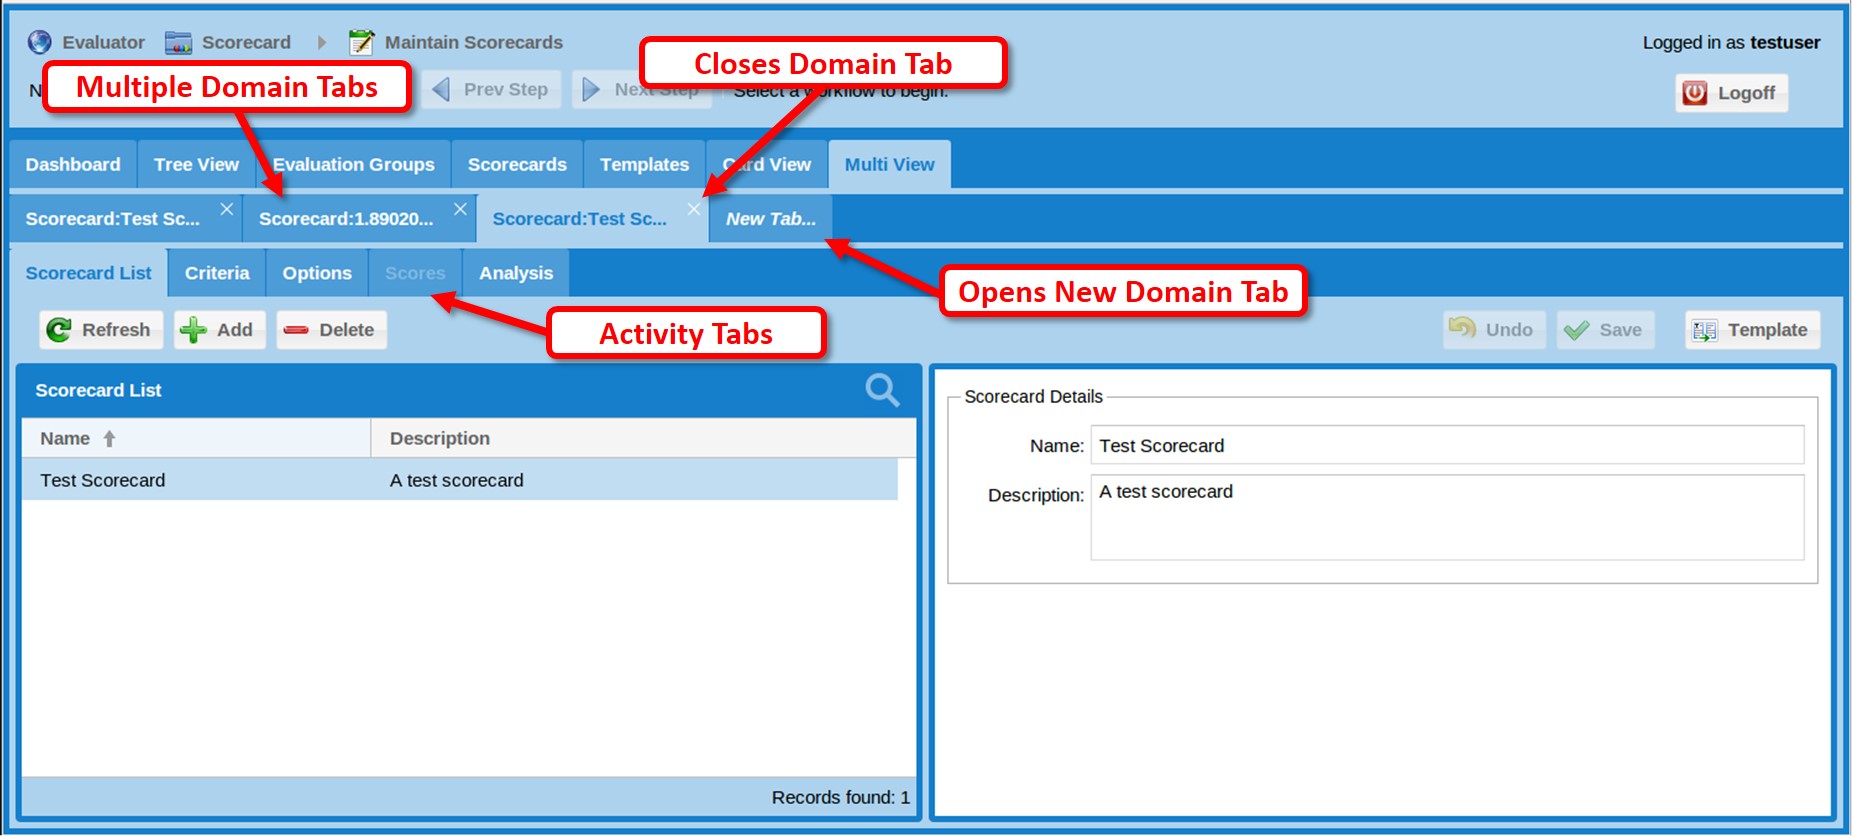 Evaluator Scorecard Maintain Scorecards
Closes Domain Tab
Logged in as testuser
Multiple Domain Tabs
Prev Step Next Step Select a workflow to begin.
Logoff
Dashboard Tree View Evaluation Groups Scorecards Templates Card View Multi View
Scorecard:Test Sc... Scorecard:1.89020... Scorecard:Test Sc... New Tab...
Scorecard List Criteria Options Scores Analysis
Opens New Domain Tab
Activity Tabs
Refresh Add Delete Undo Save Template
Scorecard List
Name Description
Test Scorecard A test scorecard
Records found: 1
Scorecard Details
Name: Test Scorecard
Description: A test scorecard